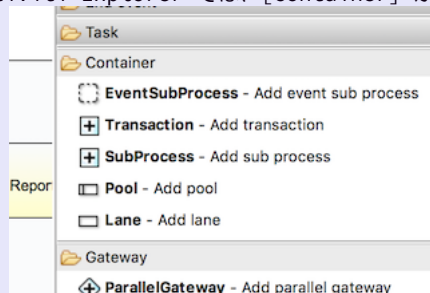 Task
Container
EventSubProcess - Add event sub process
Transaction - Add transaction
SubProcess - Add sub process
Repor
Pool - Add pool
Lane - Add lane
Gateway
ParallelGateway - Add parallel gateway